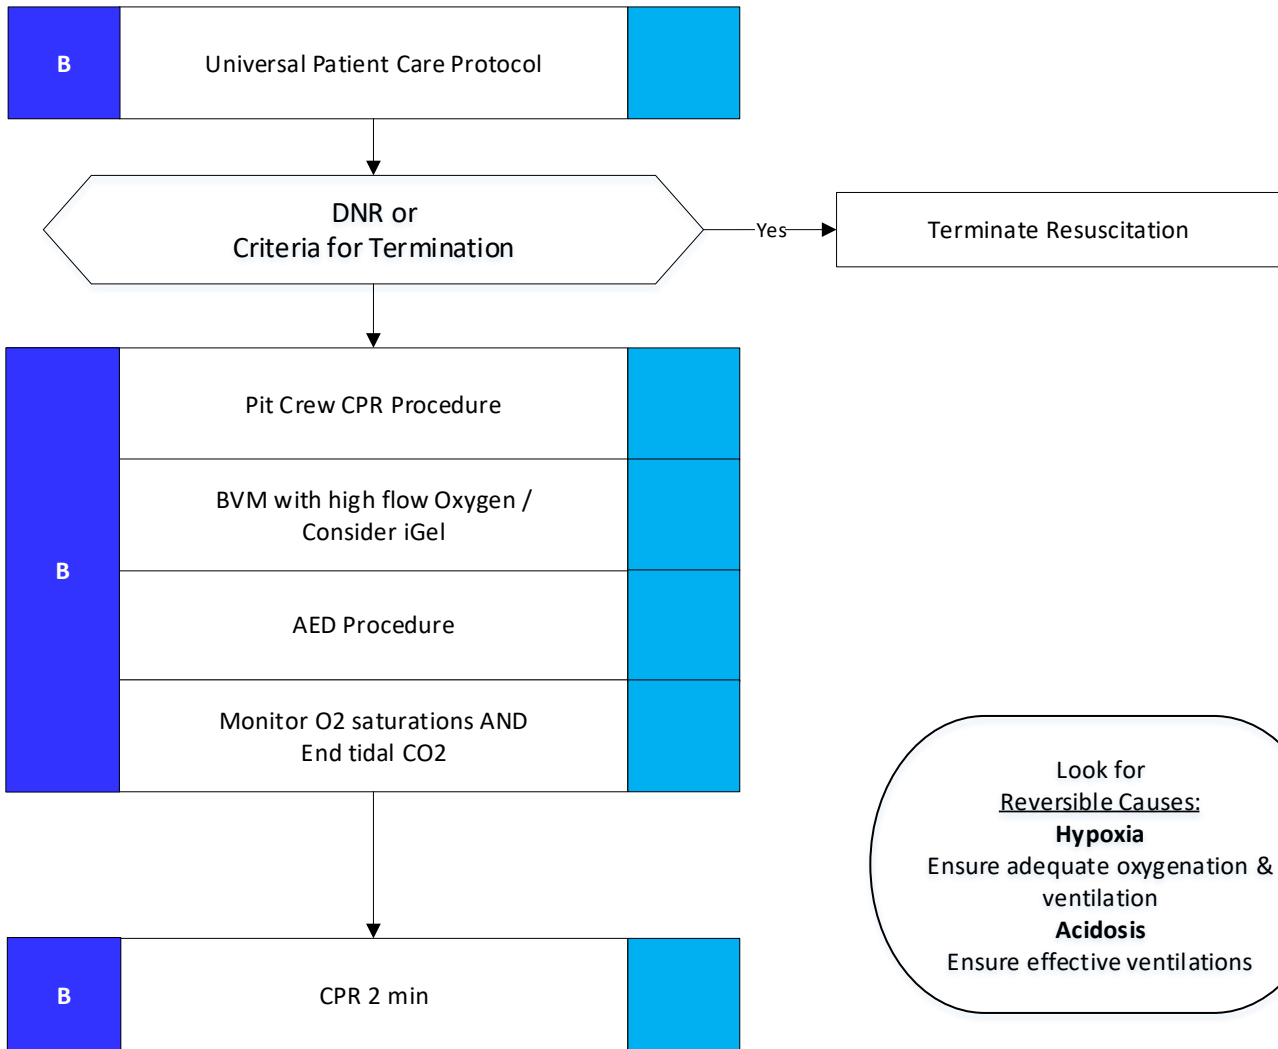 B
Universal Patient Care Protocol
DNR or
Criteria for Termination
Yes
Terminate Resuscitation
B
Pit Crew CPR Procedure
BVM with high flow Oxygen /
Consider iGel
AED Procedure
Monitor O2 saturations AND
End tidal CO2
Look for
Reversible Causes:
Hypoxia
Ensure adequate oxygenation &
ventilation
Acidosis
Ensure effective ventilations
B
CPR 2 min